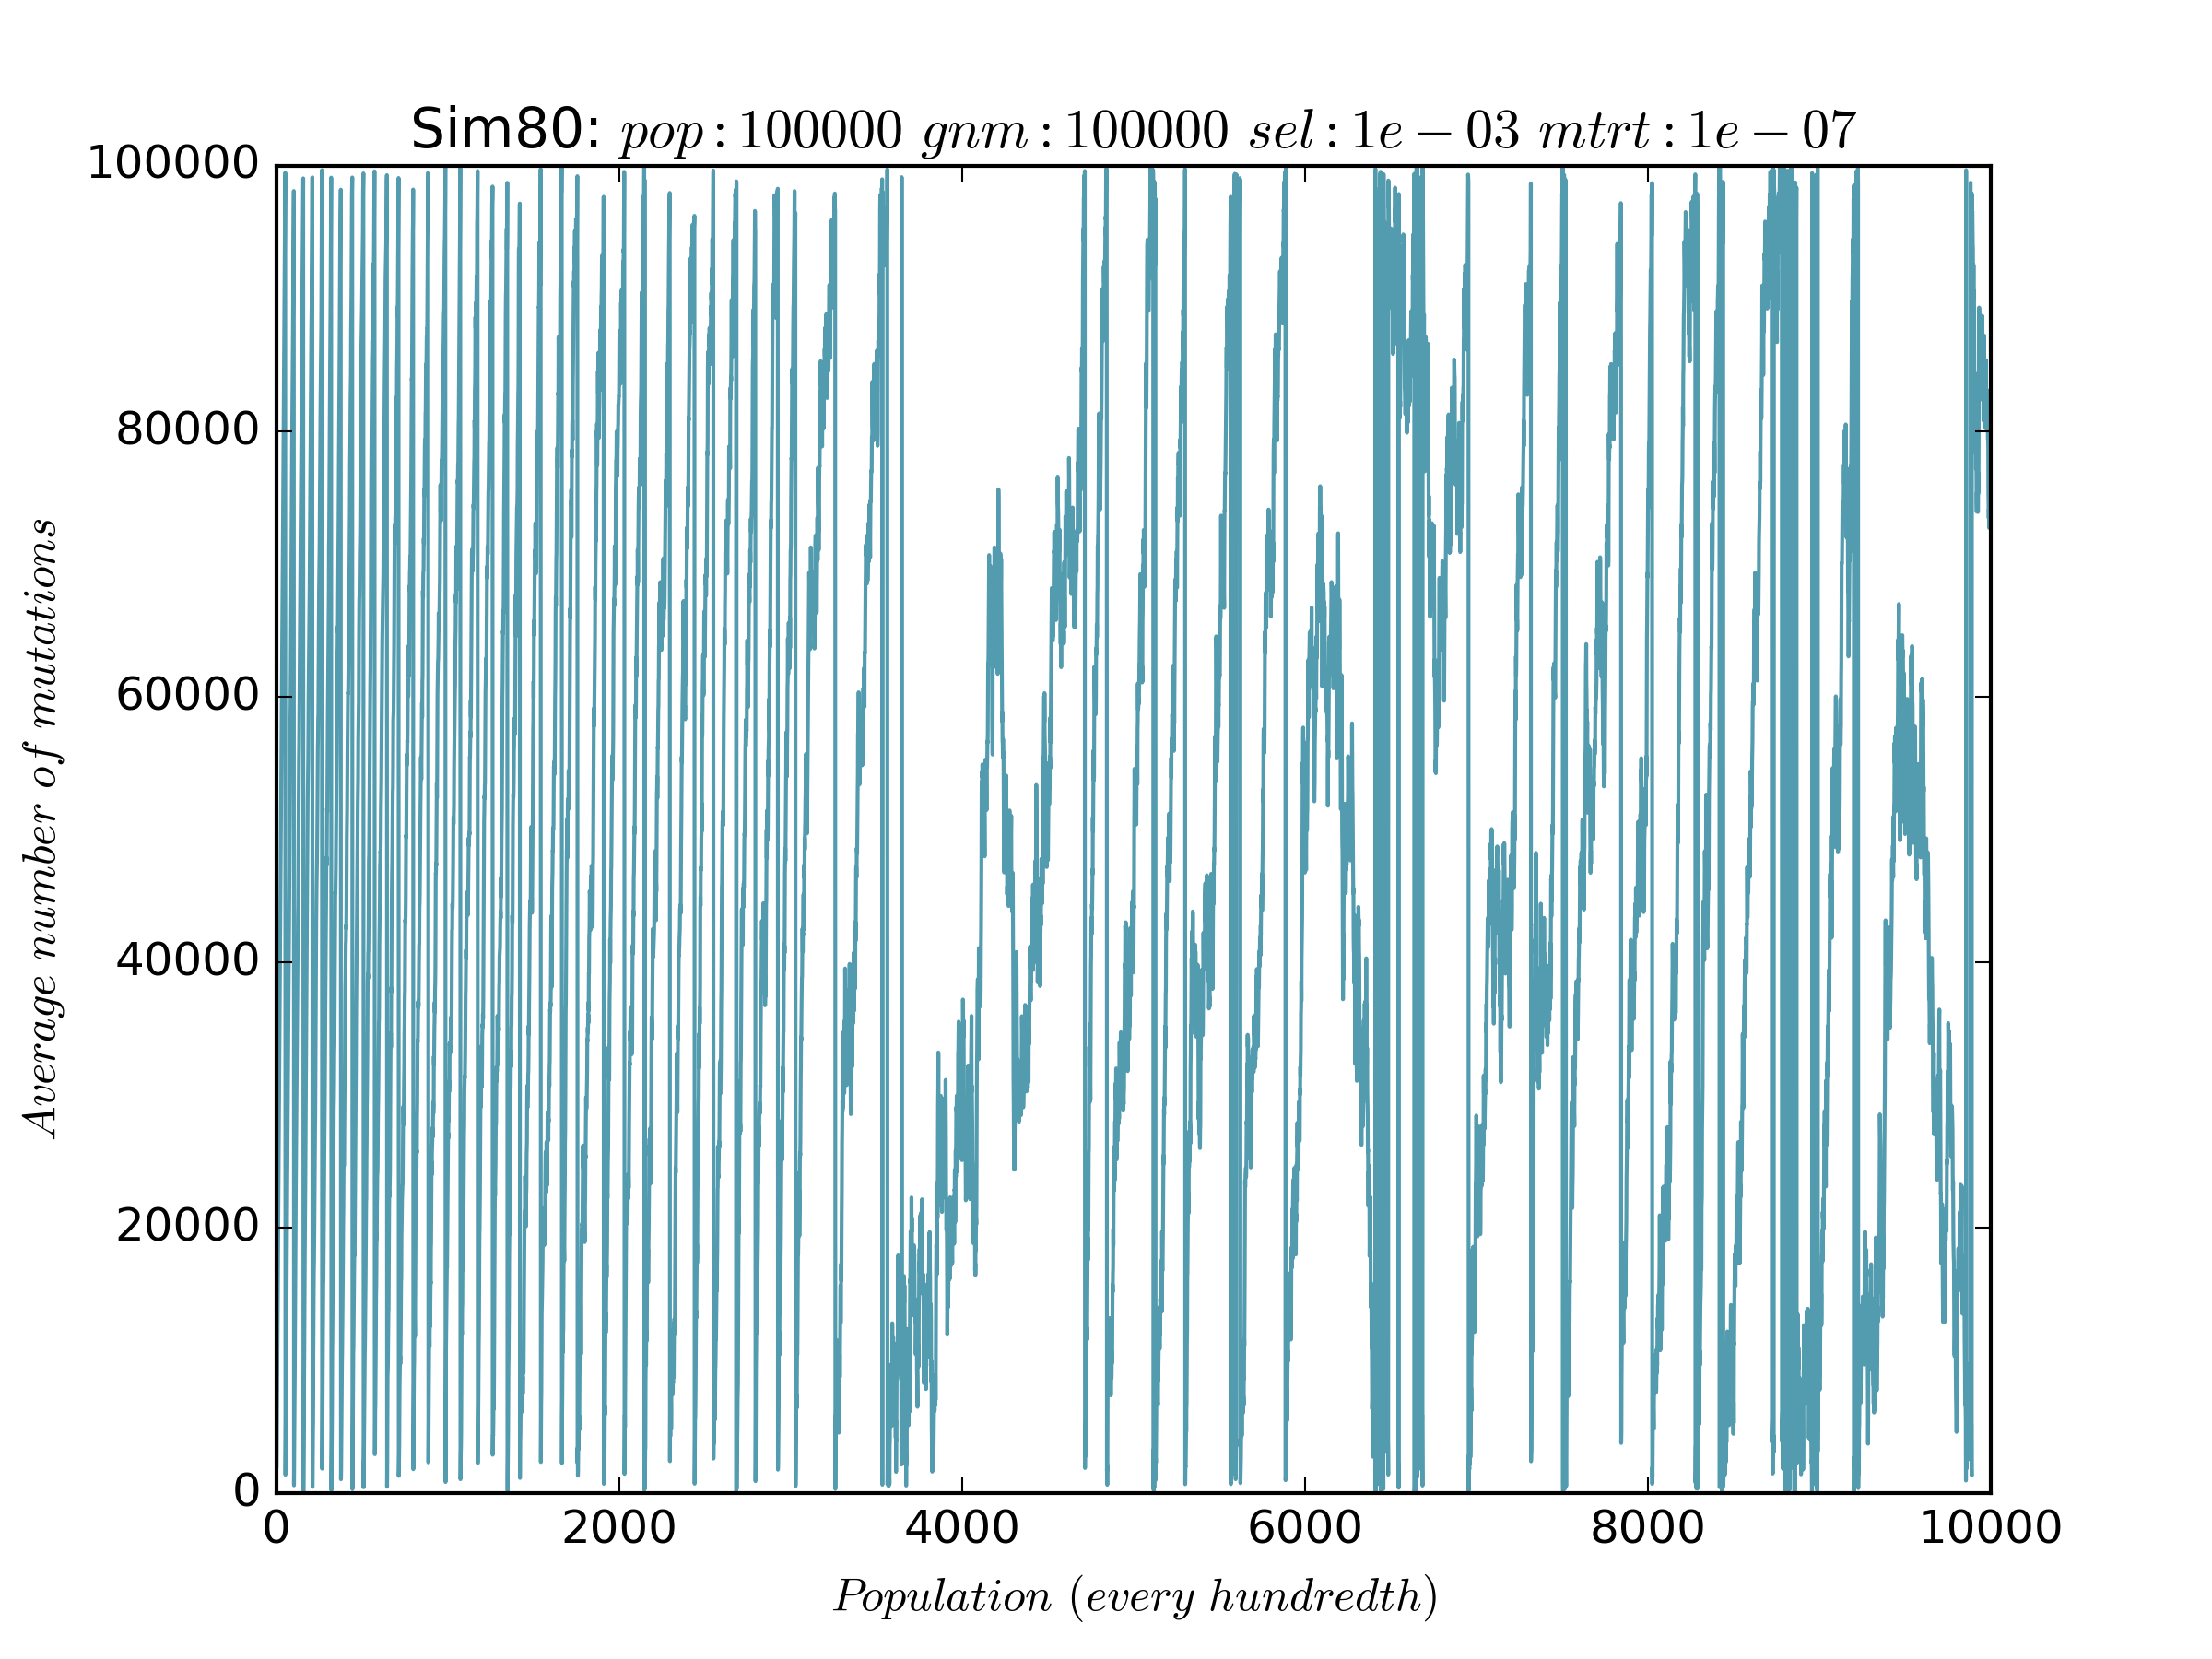 Sim80: pop : 100000 gnm : 100000 sel : 1e − 03 mtrt : 1e − 07
100000
80000
60000
40000
20000
0
Average number of mutations
0 2000 4000 6000 8000 10000
Population (every hundredth)